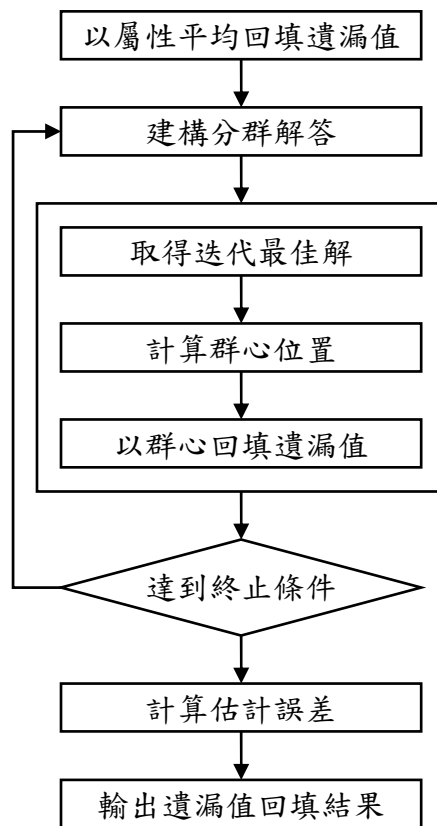 以屬性平均回填遺漏值
建構分群解答
取得迭代最佳解
計算群心位置
以群心回填遺漏值
達到終止條件
計算估計誤差
輸出遺漏值回填結果